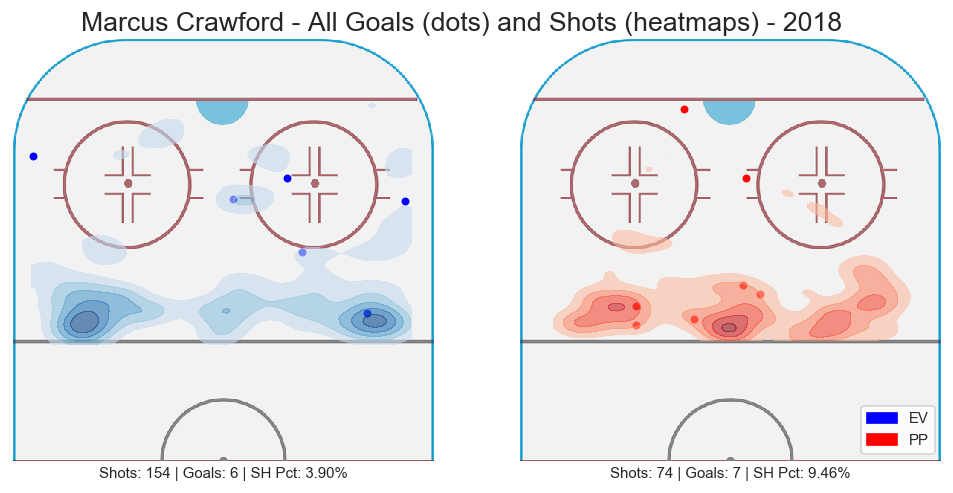 Marcus Crawford - All Goals (dots) and Shots (heatmaps) - 2018
EV
PP
Shots: 154 | Goals: 6 | SH Pct: 3.90%
Shots: 74 | Goals: 7 | SH Pct: 9.46%